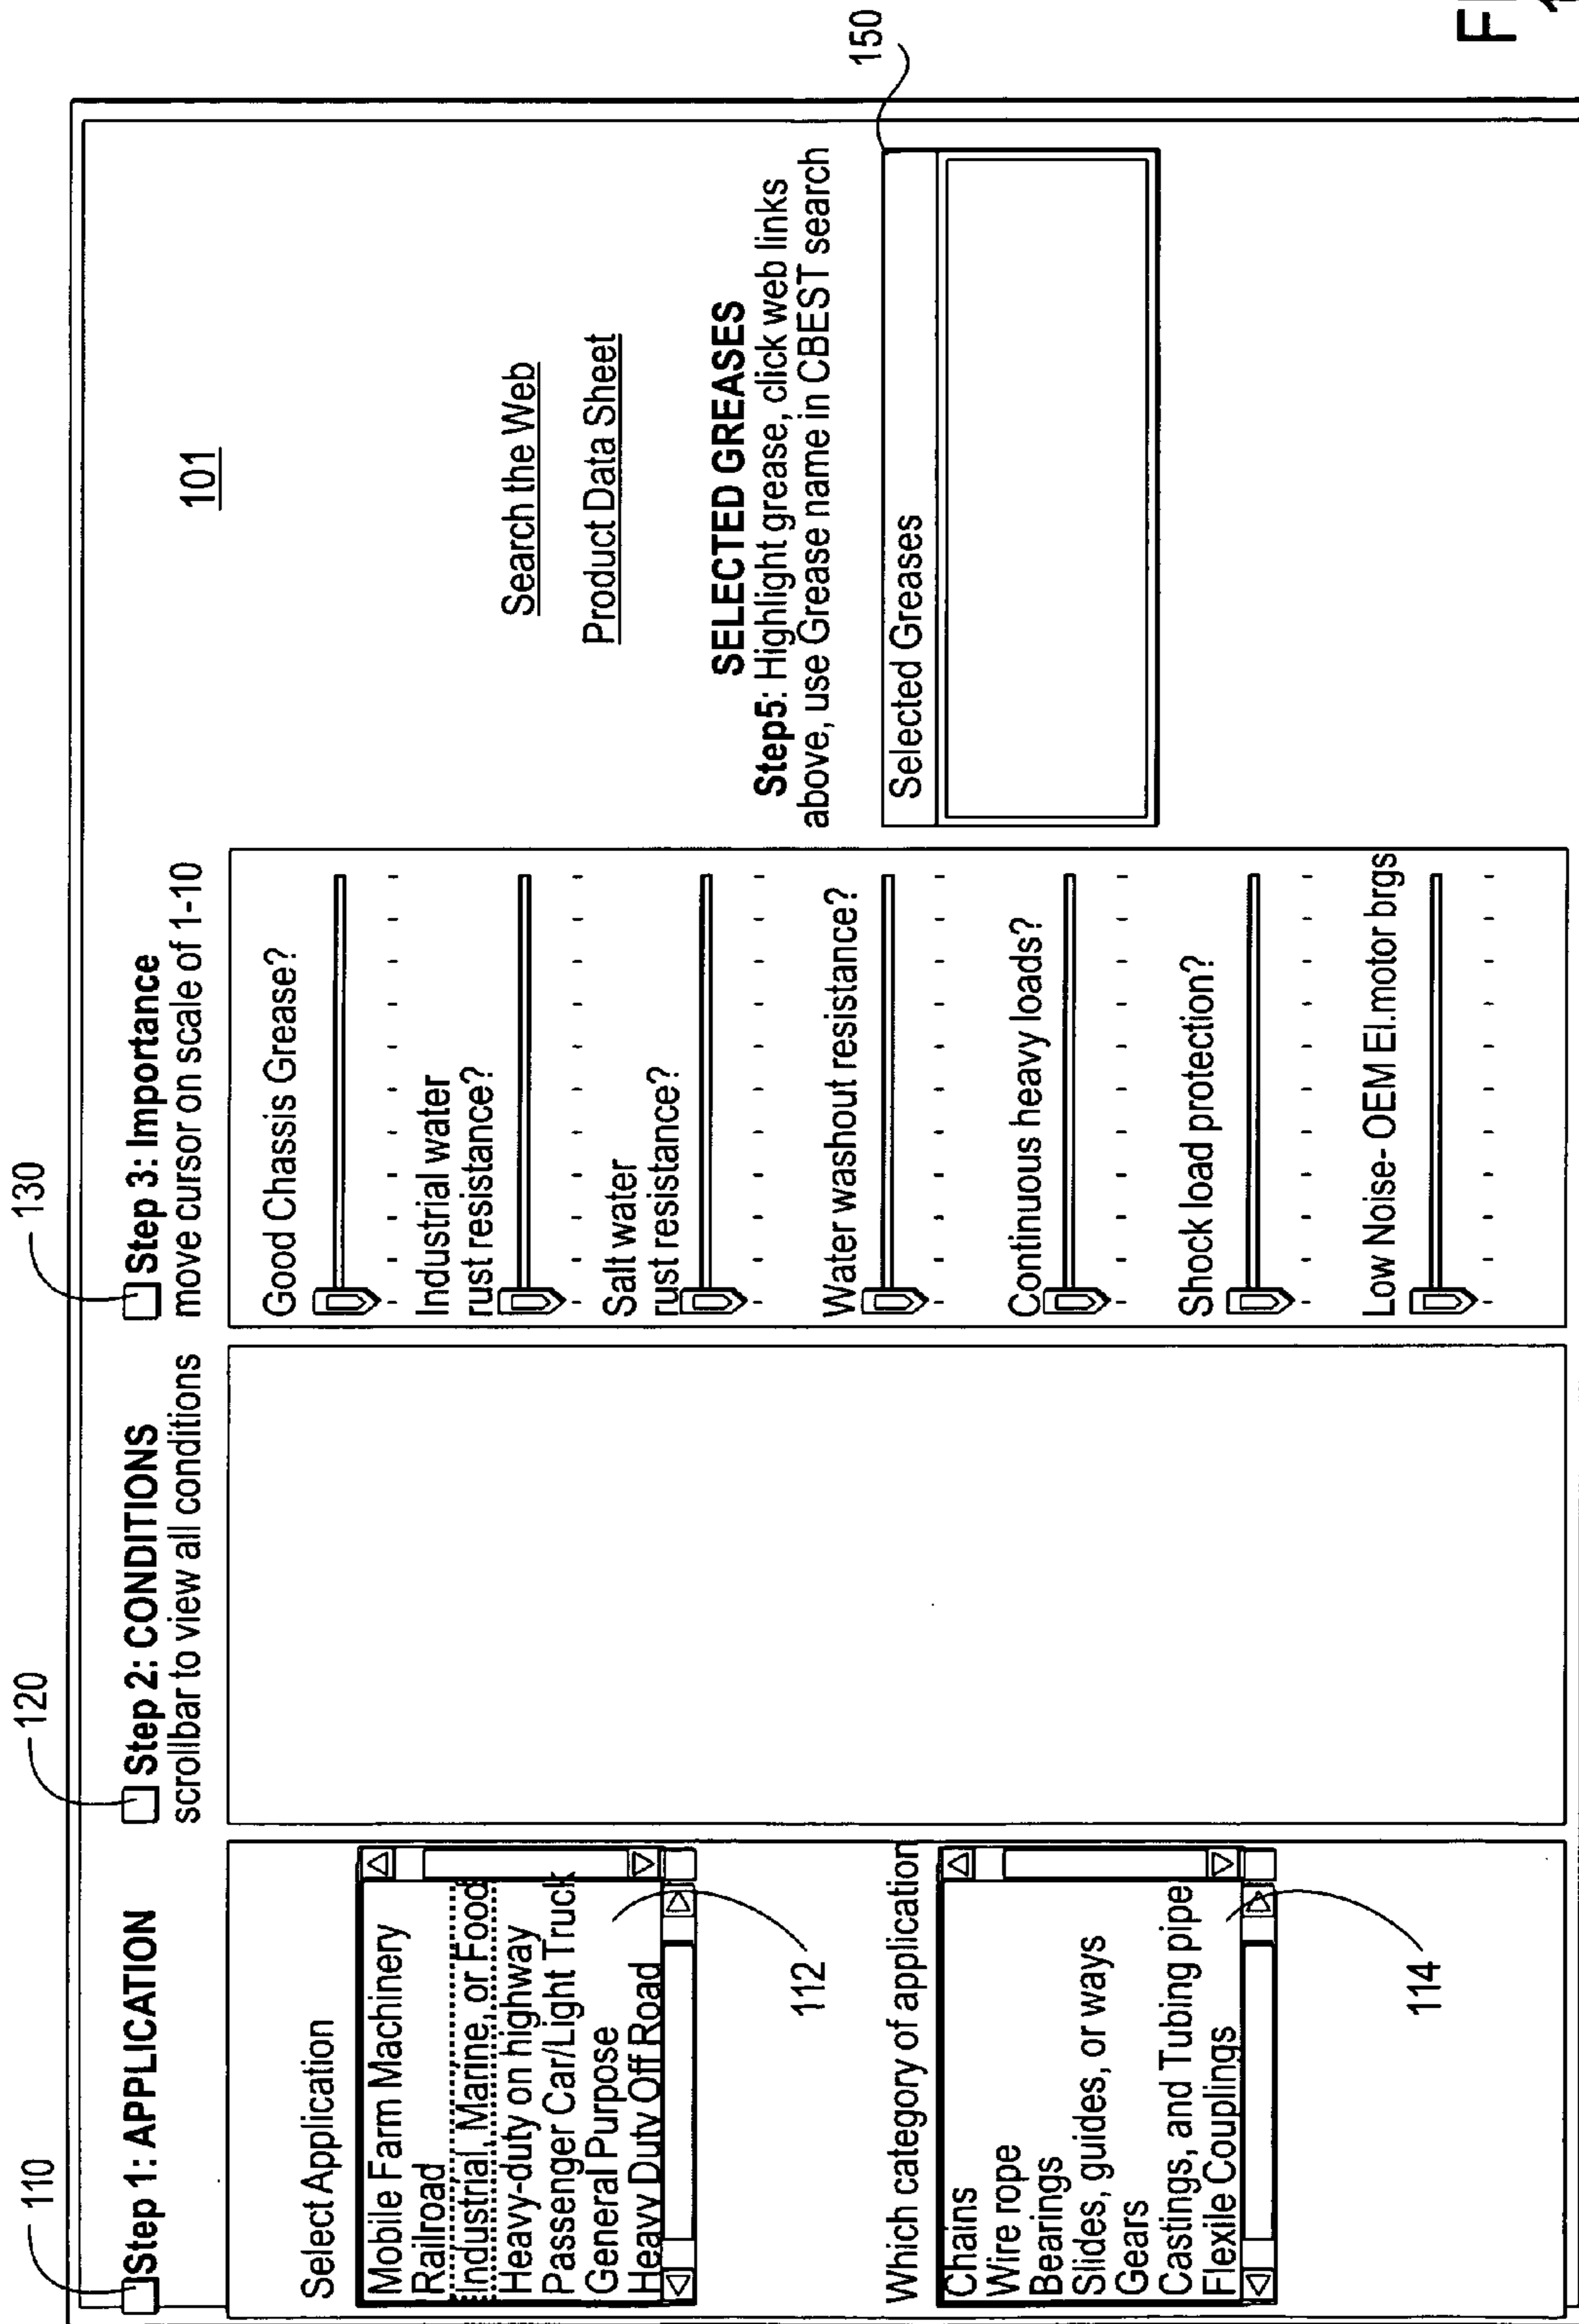 110
120
130
Step 1: APPLICATION
Select Application
Mobile Farm Machinery
Railroad
Industrial, Marine, or Food
Heavy-duty on highway
Passenger Car/Light Truck
General Purpose
Heavy Duty Off Road
112
Which category of application
Chains
Wire rope
Bearings
Slides, guides, or ways
Gears
Castings, and Tubing pipe
Flexile Couplings
114
Step 2: CONDITIONS
scrollbar to view all conditions
Step 3: Importance
move cursor on scale of 1-10
Good Chassis Grease?
Industrial water
rust resistance?
Salt water
rust resistance?
Water washout resistance?
Continuous heavy loads?
Shock load protection?
Low Noise- OEM El.motor brgs
101
Search the Web
Product Data Sheet
SELECTED GREASES
Step5: Highlight grease, click web links
above, use Grease name in CBEST search
Selected Greases
150